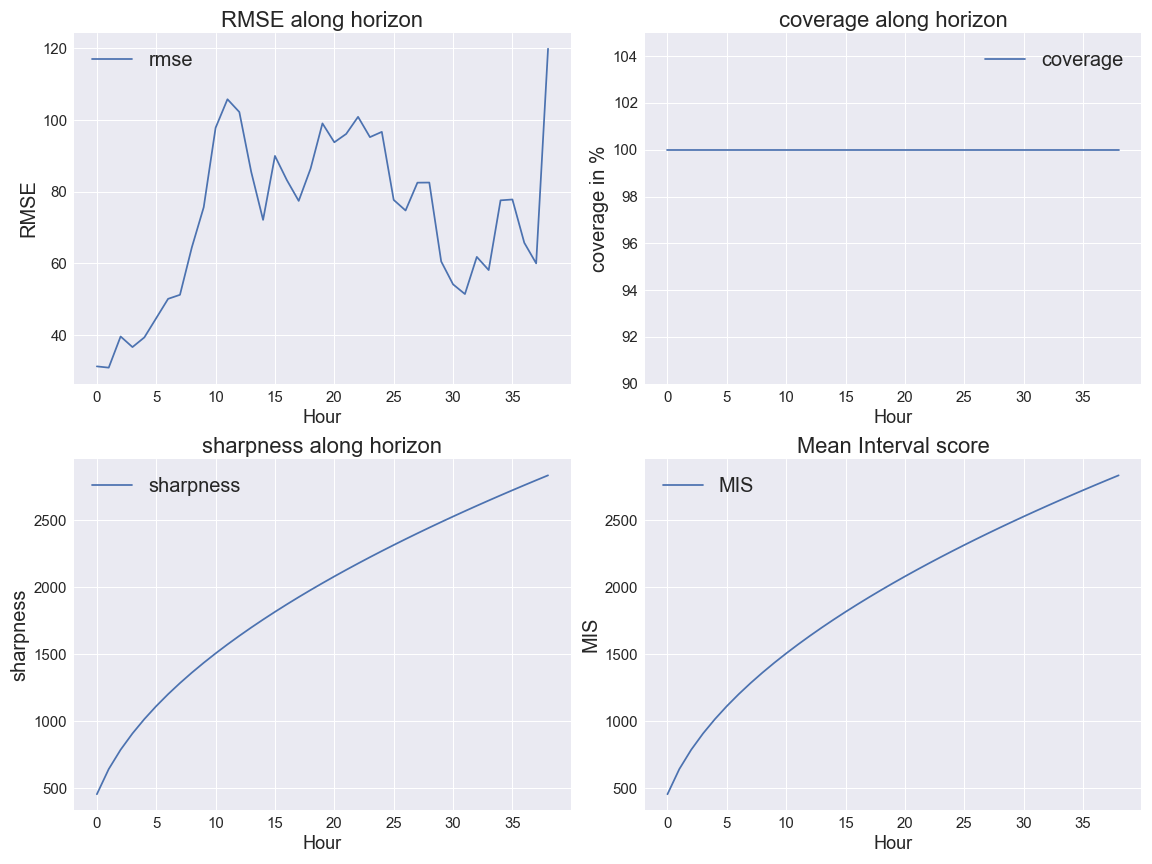 RMSE along horizon
rmse
RMSE
120
100
80
60
40
0 5 10 15 20 25 30 35
Hour
coverage along horizon
coverage
coverage in %
104
102
100
98
96
94
92
90
0 5 10 15 20 25 30 35
Hour
sharpness along horizon
sharpness
sharpness
2500
2000
1500
1000
500
0 5 10 15 20 25 30 35
Hour
Mean Interval score
MIS
MIS
2500
2000
1500
1000
500
0 5 10 15 20 25 30 35
Hour